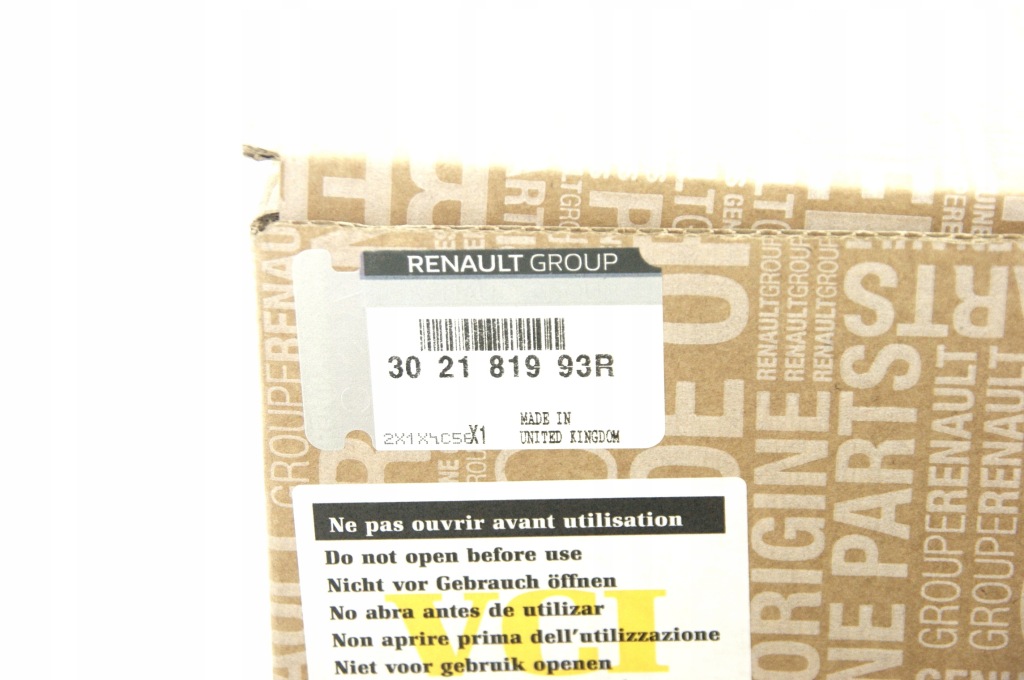 RENAULT GROUP
30 21 819 93R
2X1X4C56X1
MADE IN
UNITED KINGDOM
Ne pas ouvrir avant utilisation
Do not open before use
Nicht vor Gebrauch öffnen
No abra antes de utilizar
Non aprire prima dell'utilizzazione
Niet voor gebruik openen
VCI
RENAULTGROUP
RENAULTGROUP
RENAULTGROUP
ORIGINE
PARTS
GROUPERENAULT
GROUPERENAULT